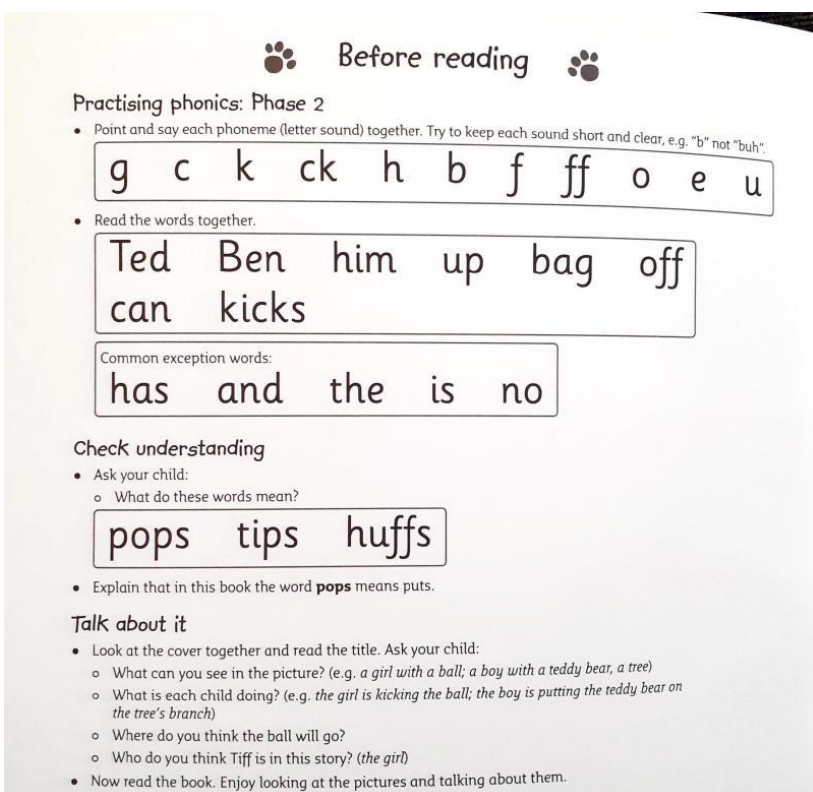 Before reading
Practising phonics: Phase 2
• Point and say each phoneme (letter sound) together. Try to keep each sound short and clear, e.g. "b" not "buh".
g c k ck h b f ff o e u
• Read the words together.
Ted Ben him up bag off
can kicks
Common exception words:
has and the is no
Check understanding
• Ask your child:
o What do these words mean?
pops tips huffs
• Explain that in this book the word pops means puts.
Talk about it
• Look at the cover together and read the title. Ask your child:
o What can you see in the picture? (e.g. a girl with a ball; a boy with a teddy bear, a tree)
o What is each child doing? (e.g. the girl is kicking the ball; the boy is putting the teddy bear on
the tree's branch)
o Where do you think the ball will go?
o Who do you think Tiff is in this story? (the girl)
• Now read the book. Enjoy looking at the pictures and talking about them.